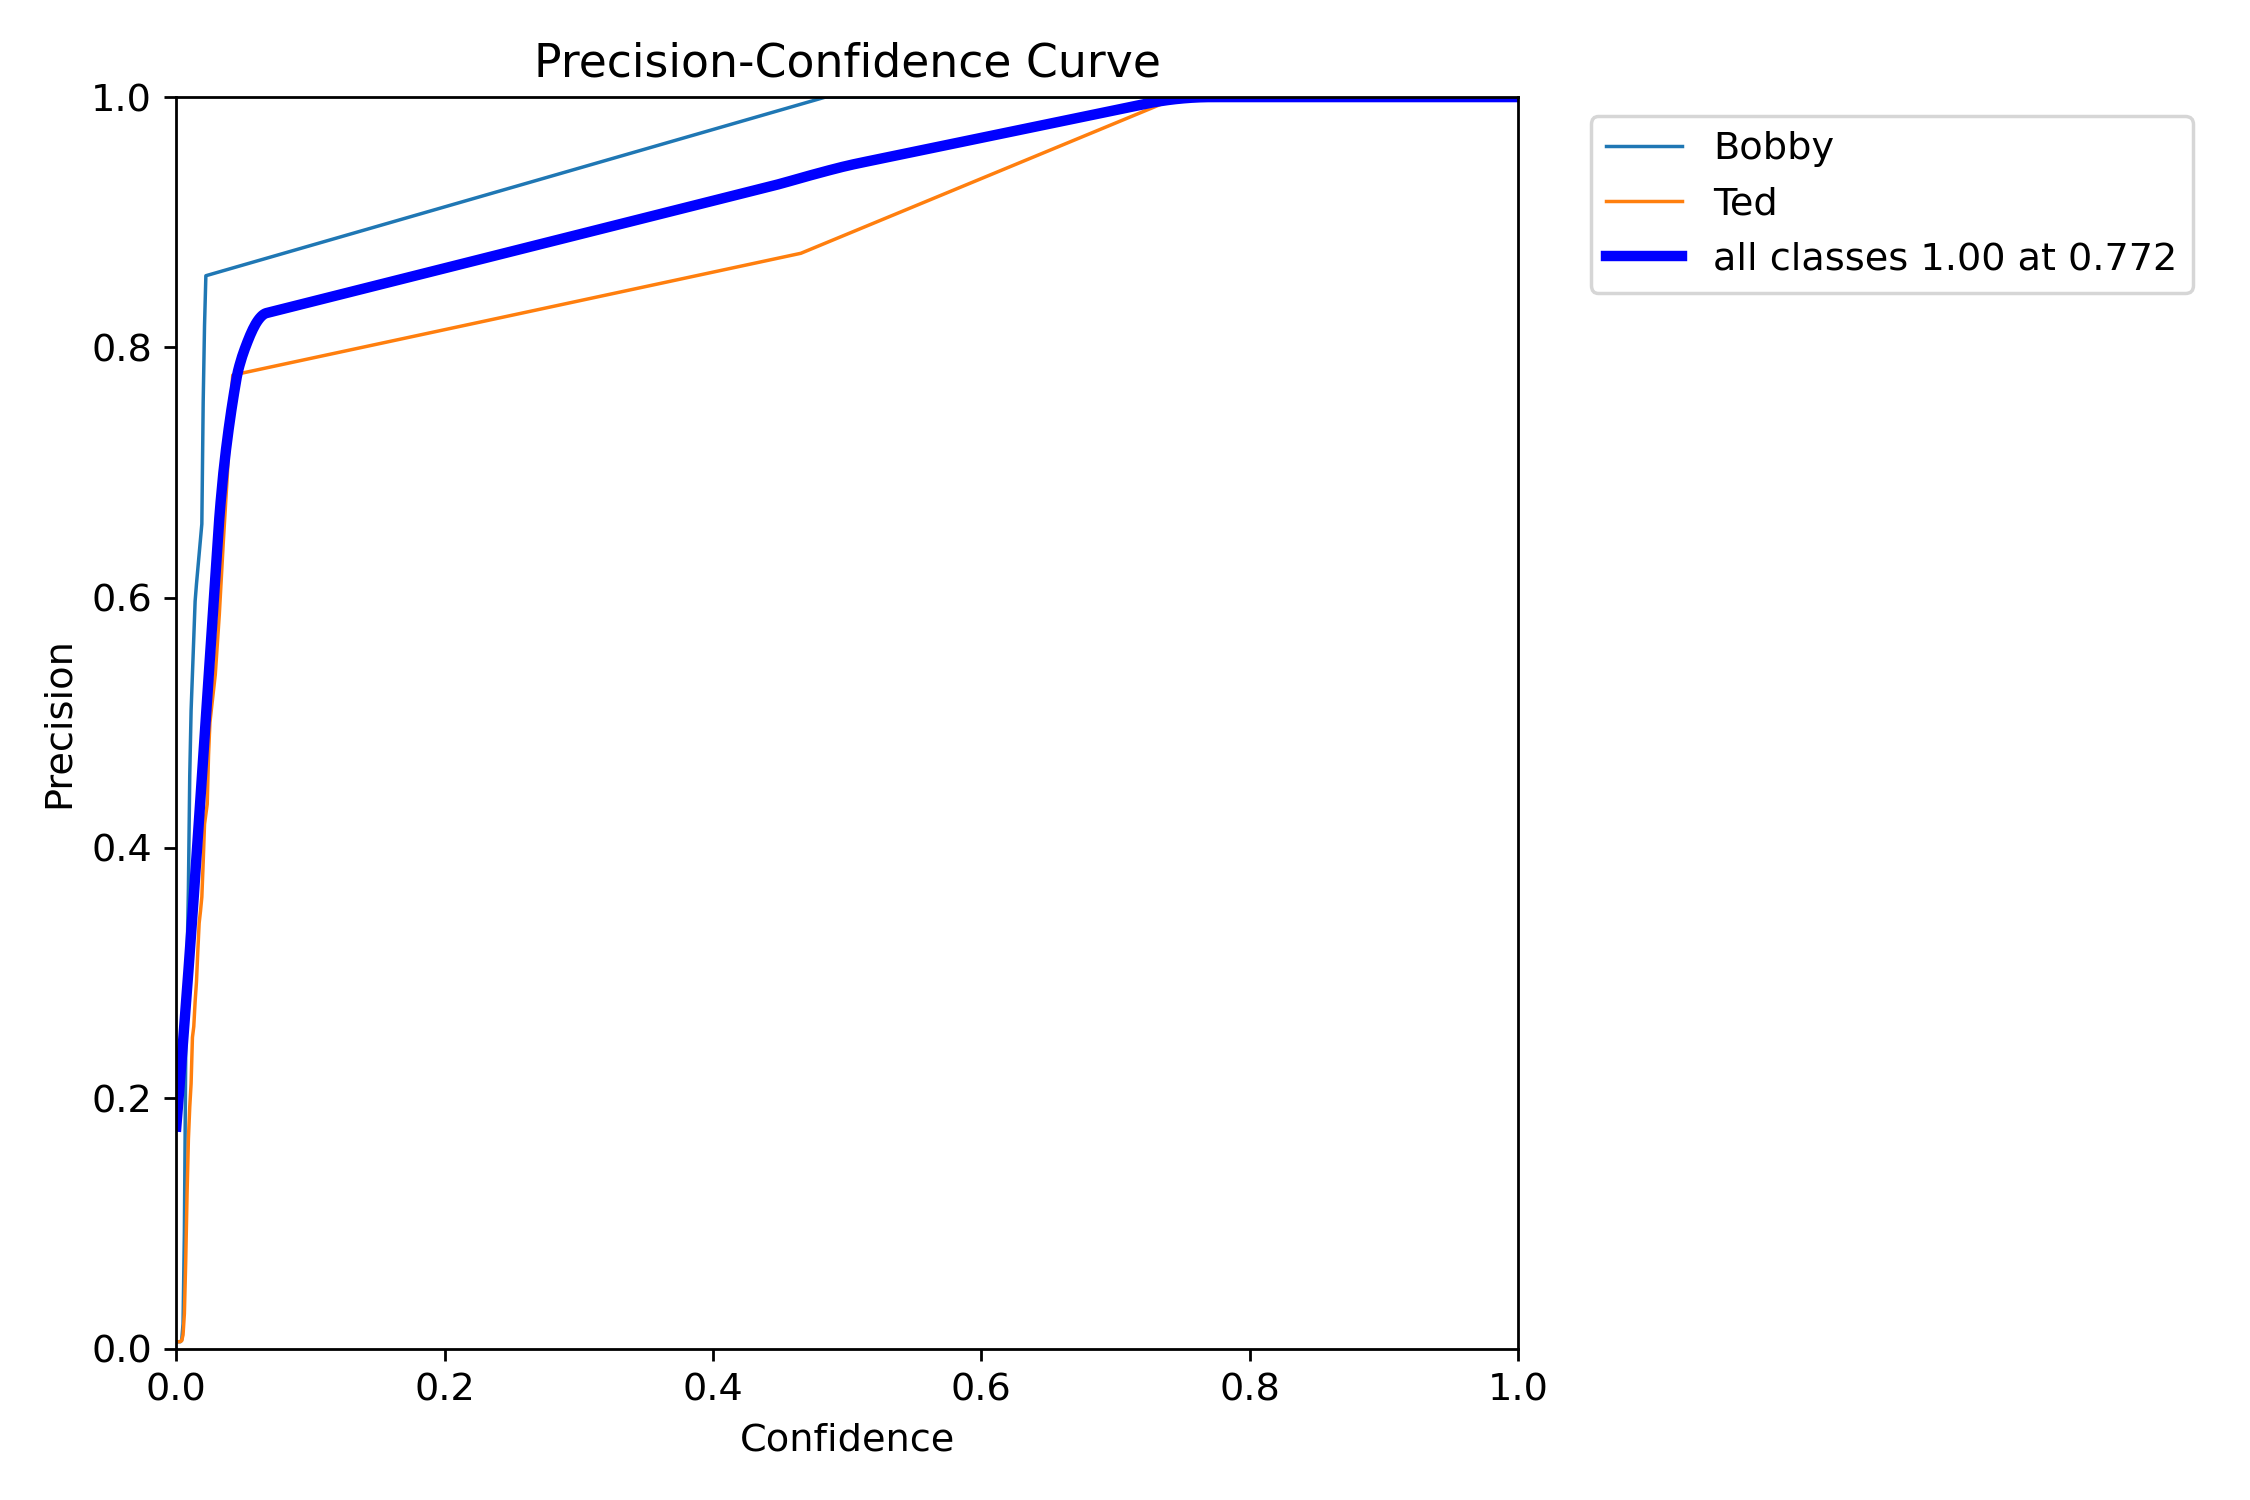 Precision-Confidence Curve
1.0
0.8
0.6
0.4
0.2
0.0
Precision
0.0 0.2 0.4 0.6 0.8 1.0
Confidence
Bobby
Ted
all classes 1.00 at 0.772